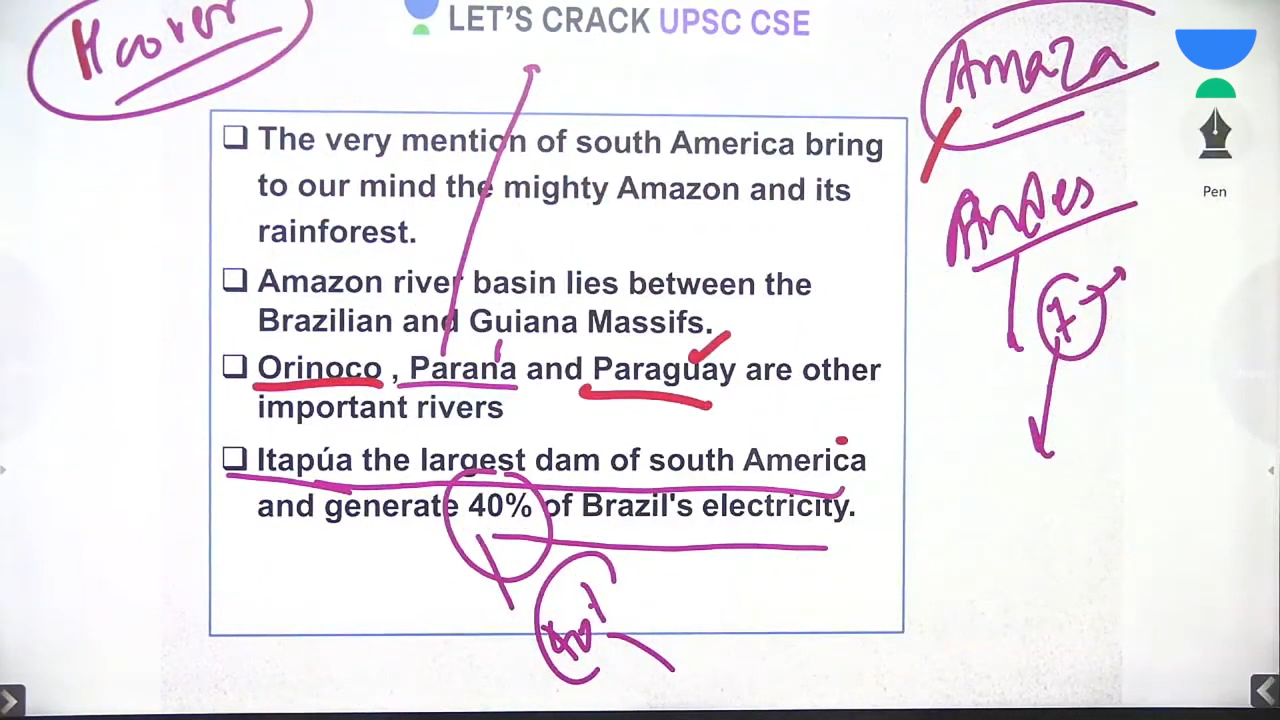 Hoover
LET'S CRACK UPSC CSE
Amaza
Andes
7
Pen
❑ The very mention of south America bring
to our mind the mighty Amazon and its
rainforest.
❑ Amazon river basin lies between the
Brazilian and Guiana Massifs.
❑ Orinoco , Parana and Paraguay are other
important rivers
❑ Itapúa the largest dam of south America
and generate 40% of Brazil's electricity.